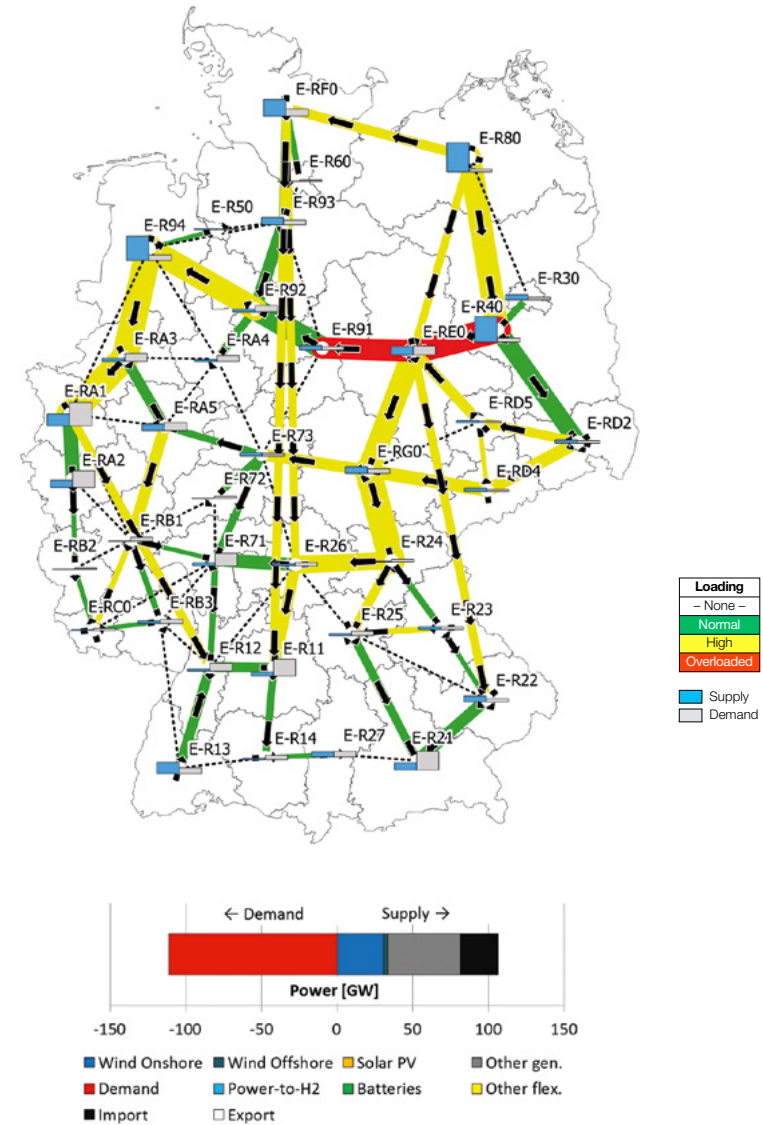 E-RF0
E-R80
E-R60
E-R93
E-R50
E-R94
E-R30
E-R92
E-R40
E-R91
E-RE0
E-RA3
E-RA4
E-RA1
E-RA5
E-RD5
E-RD2
E-R73
E-RA2
E-RG0
E-RD4
E-R72
E-RB1
E-RB2
E-R71
E-R26
E-R24
E-RC0
E-RB3
E-R25
E-R23
E-R12
E-R11
E-R22
E-R13
E-R14
E-R27
E-R21
Loading
– None –
Normal
High
Overloaded
Supply
Demand
← Demand Supply →
Power [GW]
-150 -100 -50 0 50 100 150
Wind Onshore Wind Offshore Solar PV Other gen.
Demand Power-to-H2 Batteries Other flex.
Import Export